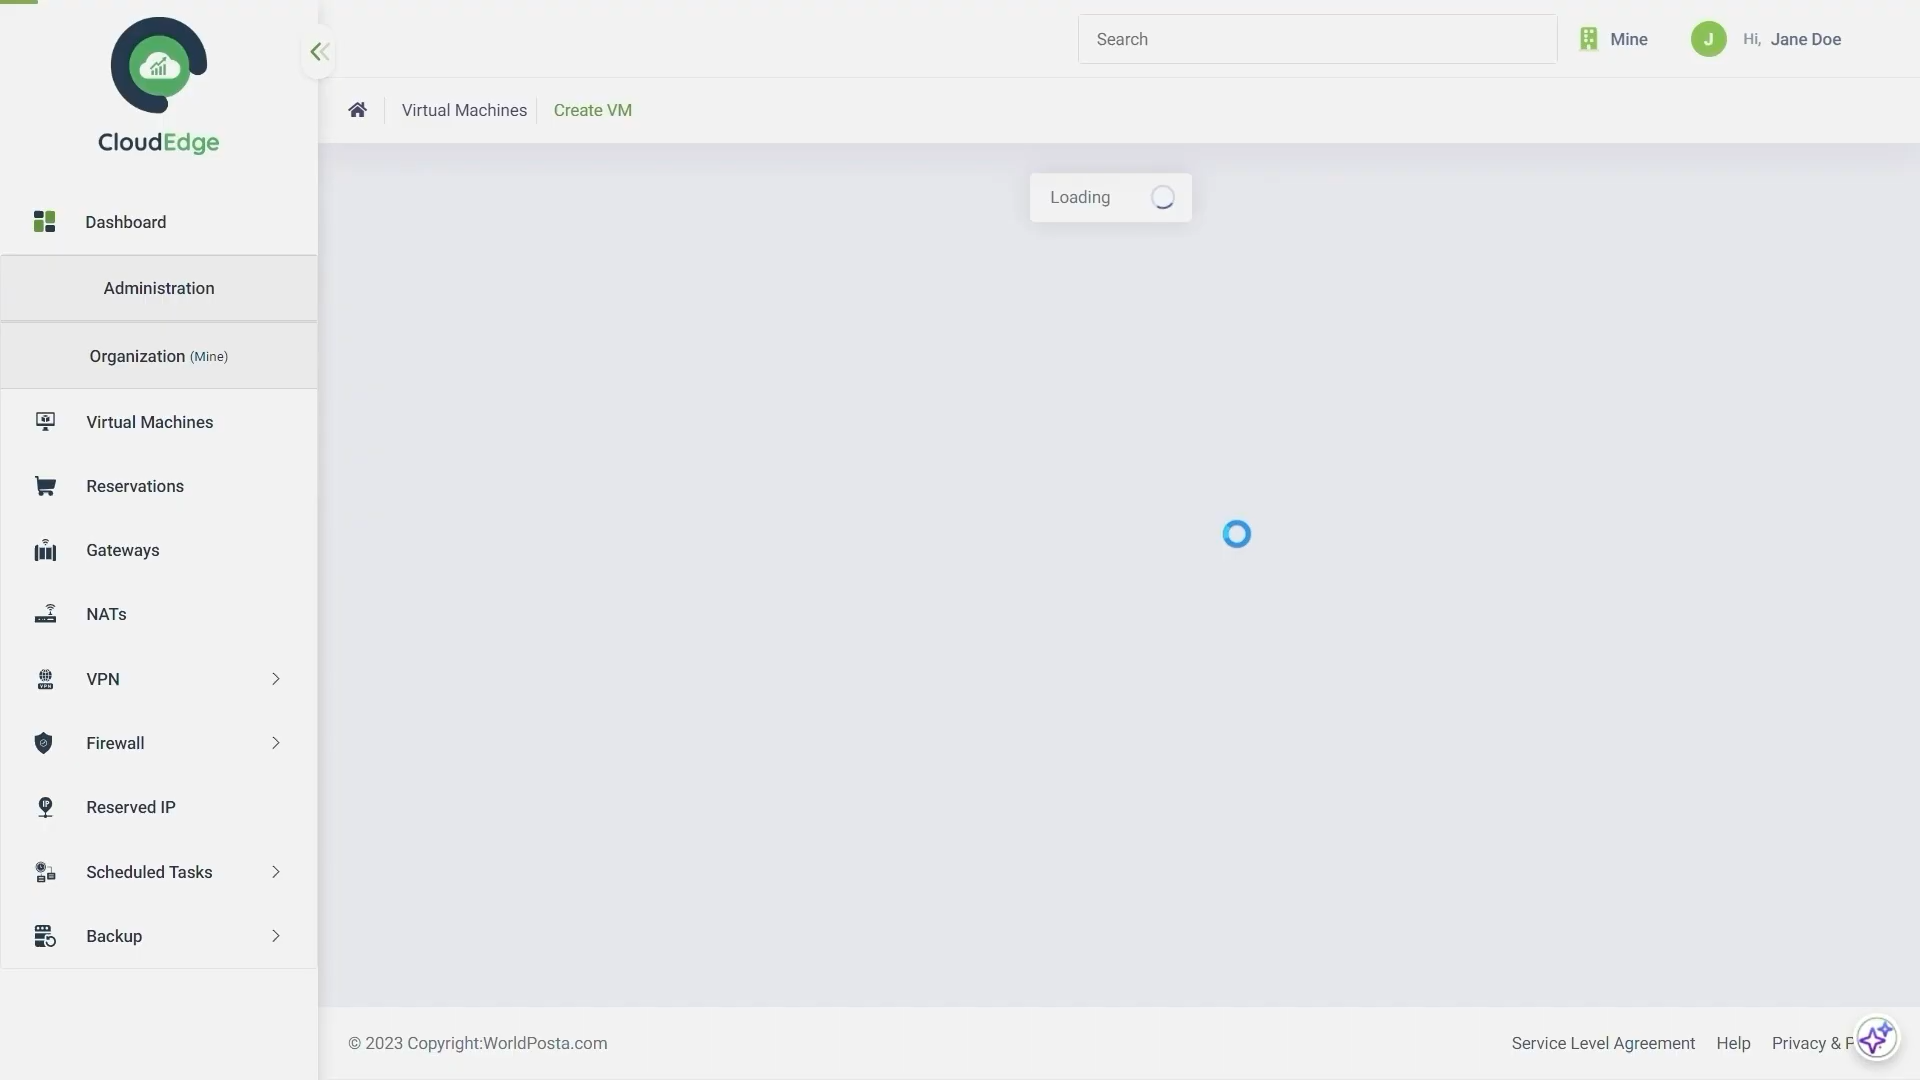 CloudEdge
Search
Mine
J
Hi, Jane Doe
Virtual Machines
Create VM
Loading
Dashboard
Administration
Organization (Mine)
Virtual Machines
Reservations
Gateways
NATs
VPN
Firewall
IP
Reserved IP
Scheduled Tasks
Backup
© 2023 Copyright:WorldPosta.com
Service Level Agreement
Help
Privacy &